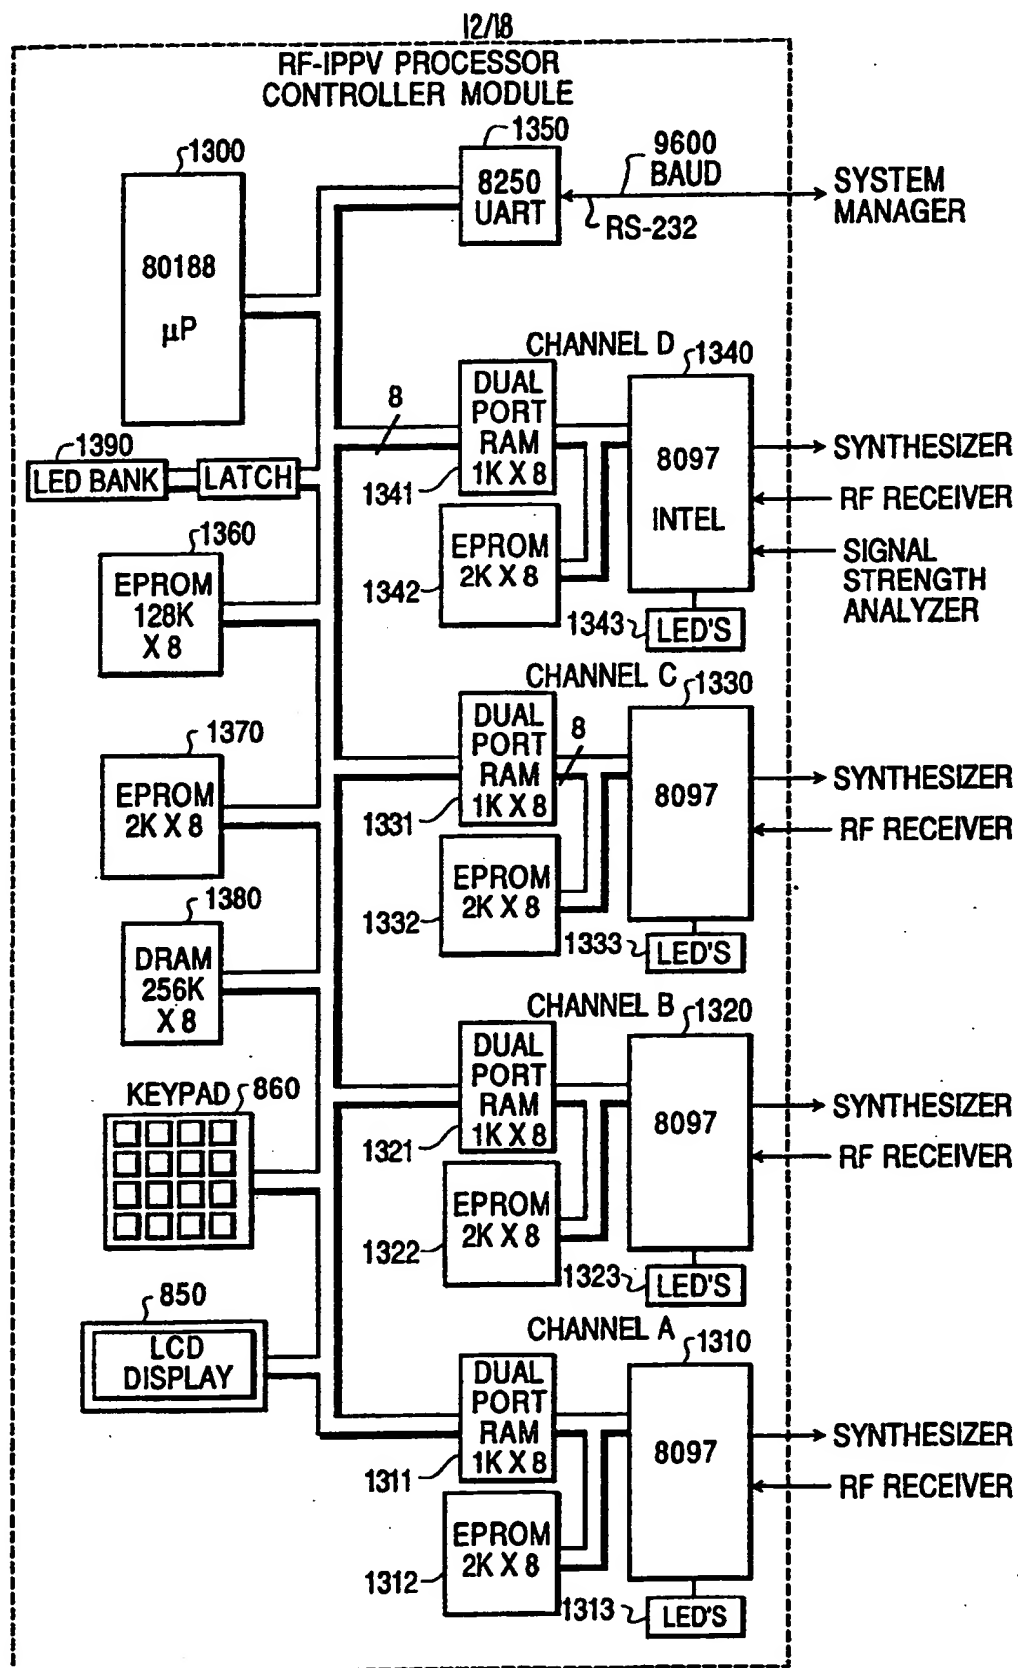 12/18
RF-IPPV PROCESSOR
CONTROLLER MODULE
1300
80188
µP
1350
8250
UART
9600
BAUD
RS-232
SYSTEM
MANAGER
1390
LED BANK
LATCH
8
CHANNEL D
DUAL
PORT
RAM
1K X 8
1341
1340
8097
INTEL
EPROM
2K X 8
1342
1343
LED'S
SYNTHESIZER
RF RECEIVER
SIGNAL
STRENGTH
ANALYZER
1360
EPROM
128K
X 8
CHANNEL C
DUAL
PORT
RAM
1K X 8
1331
8
1330
8097
EPROM
2K X 8
1332
1333
LED'S
SYNTHESIZER
RF RECEIVER
1370
EPROM
2K X 8
1380
DRAM
256K
X 8
CHANNEL B
DUAL
PORT
RAM
1K X 8
1321
1320
8097
EPROM
2K X 8
1322
1323
LED'S
SYNTHESIZER
RF RECEIVER
KEYPAD
860
850
LCD
DISPLAY
CHANNEL A
DUAL
PORT
RAM
1K X 8
1311
1310
8097
EPROM
2K X 8
1312
1313
LED'S
SYNTHESIZER
RF RECEIVER